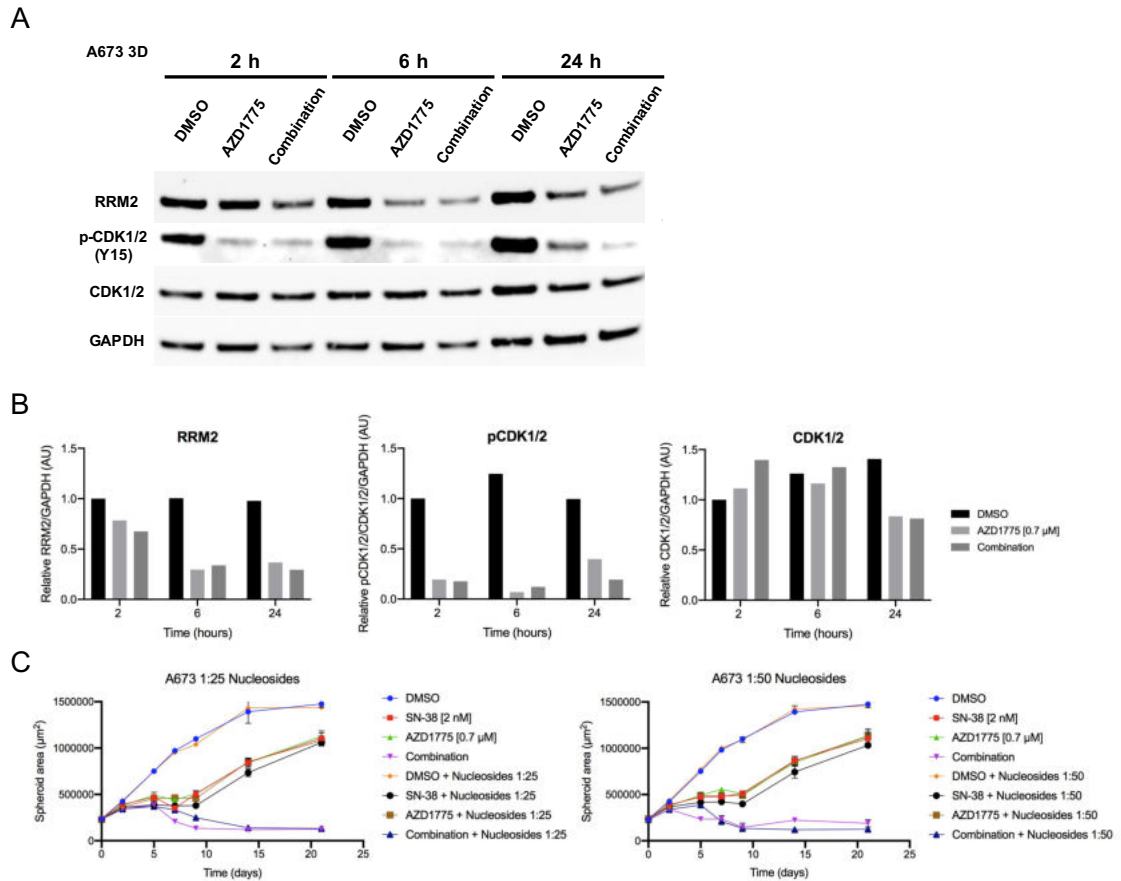 A
A673 3D
2 h
6 h
24 h
DMSO
AZD1775
Combination
DMSO
AZD1775
Combination
DMSO
AZD1775
Combination
RRM2
p-CDK1/2
(Y15)
CDK1/2
GAPDH
B
RRM2
Relative RRM2/GAPDH (AU)
1.5
1.0
0.5
0.0
2
6
24
Time (hours)
pCDK1/2
Relative pCDK1/2/CDK1/2/GAPDH (AU)
1.5
1.0
0.5
0.0
2
6
24
Time (hours)
CDK1/2
Relative CDK1/2/GAPDH (AU)
1.5
1.0
0.5
0.0
2
6
24
Time (hours)
DMSO
AZD1775 [0.7 µM]
Combination
C
A673 1:25 Nucleosides
Spheroid area (µm²)
1500000
1000000
500000
0
0
5
10
15
20
25
Time (days)
DMSO
SN-38 [2 nM]
AZD1775 [0.7 µM]
Combination
DMSO + Nucleosides 1:25
SN-38 + Nucleosides 1:25
AZD1775 + Nucleosides 1:25
Combination + Nucleosides 1:25
A673 1:50 Nucleosides
Spheroid area (µm²)
1500000
1000000
500000
0
0
5
10
15
20
25
Time (days)
DMSO
SN-38 [2 nM]
AZD1775 [0.7 µM]
Combination
DMSO + Nucleosides 1:50
SN-38 + Nucleosides 1:50
AZD1775 + Nucleosides 1:50
Combination + Nucleosides 1:50